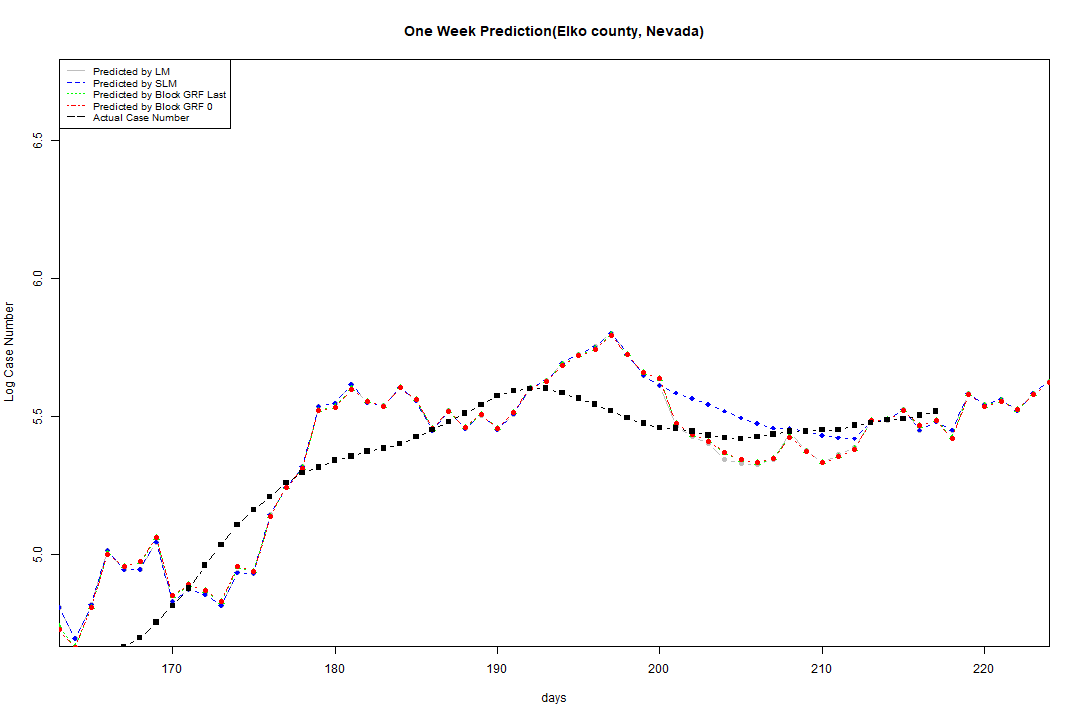 One Week Prediction(Elko county, Nevada)
Predicted by LM
Predicted by SLM
Predicted by Block GRF Last
Predicted by Block GRF 0
Actual Case Number
6.5
6.0
5.5
5.0
Log Case Number
170 180 190 200 210 220
days